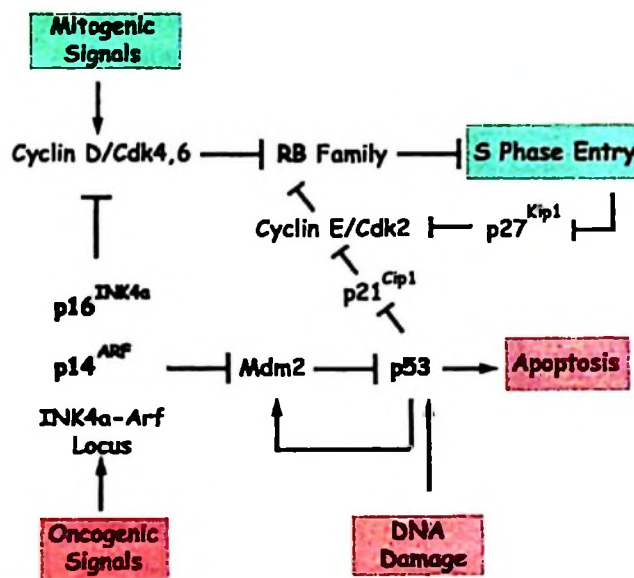 Mitogenic
Signals
Cyclin D/Cdk4,6
RB Family
S Phase Entry
Cyclin E/Cdk2
p27Kip1
p21Cip1
p16INK4a
p14ARF
Mdm2
p53
Apoptosis
INK4a-Arf
Locus
Oncogenic
Signals
DNA
Damage